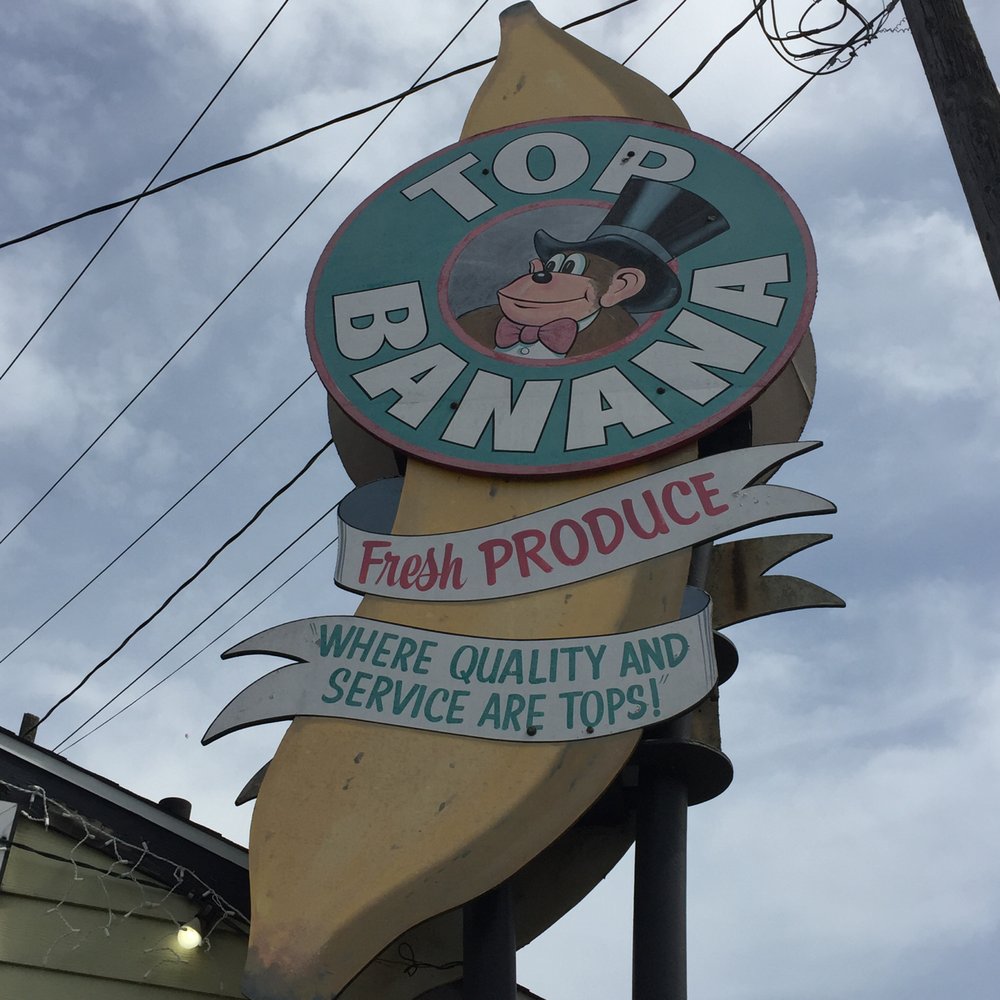 TOP
BANANA
Fresh PRODUCE
"WHERE QUALITY AND
SERVICE ARE TOPS!"